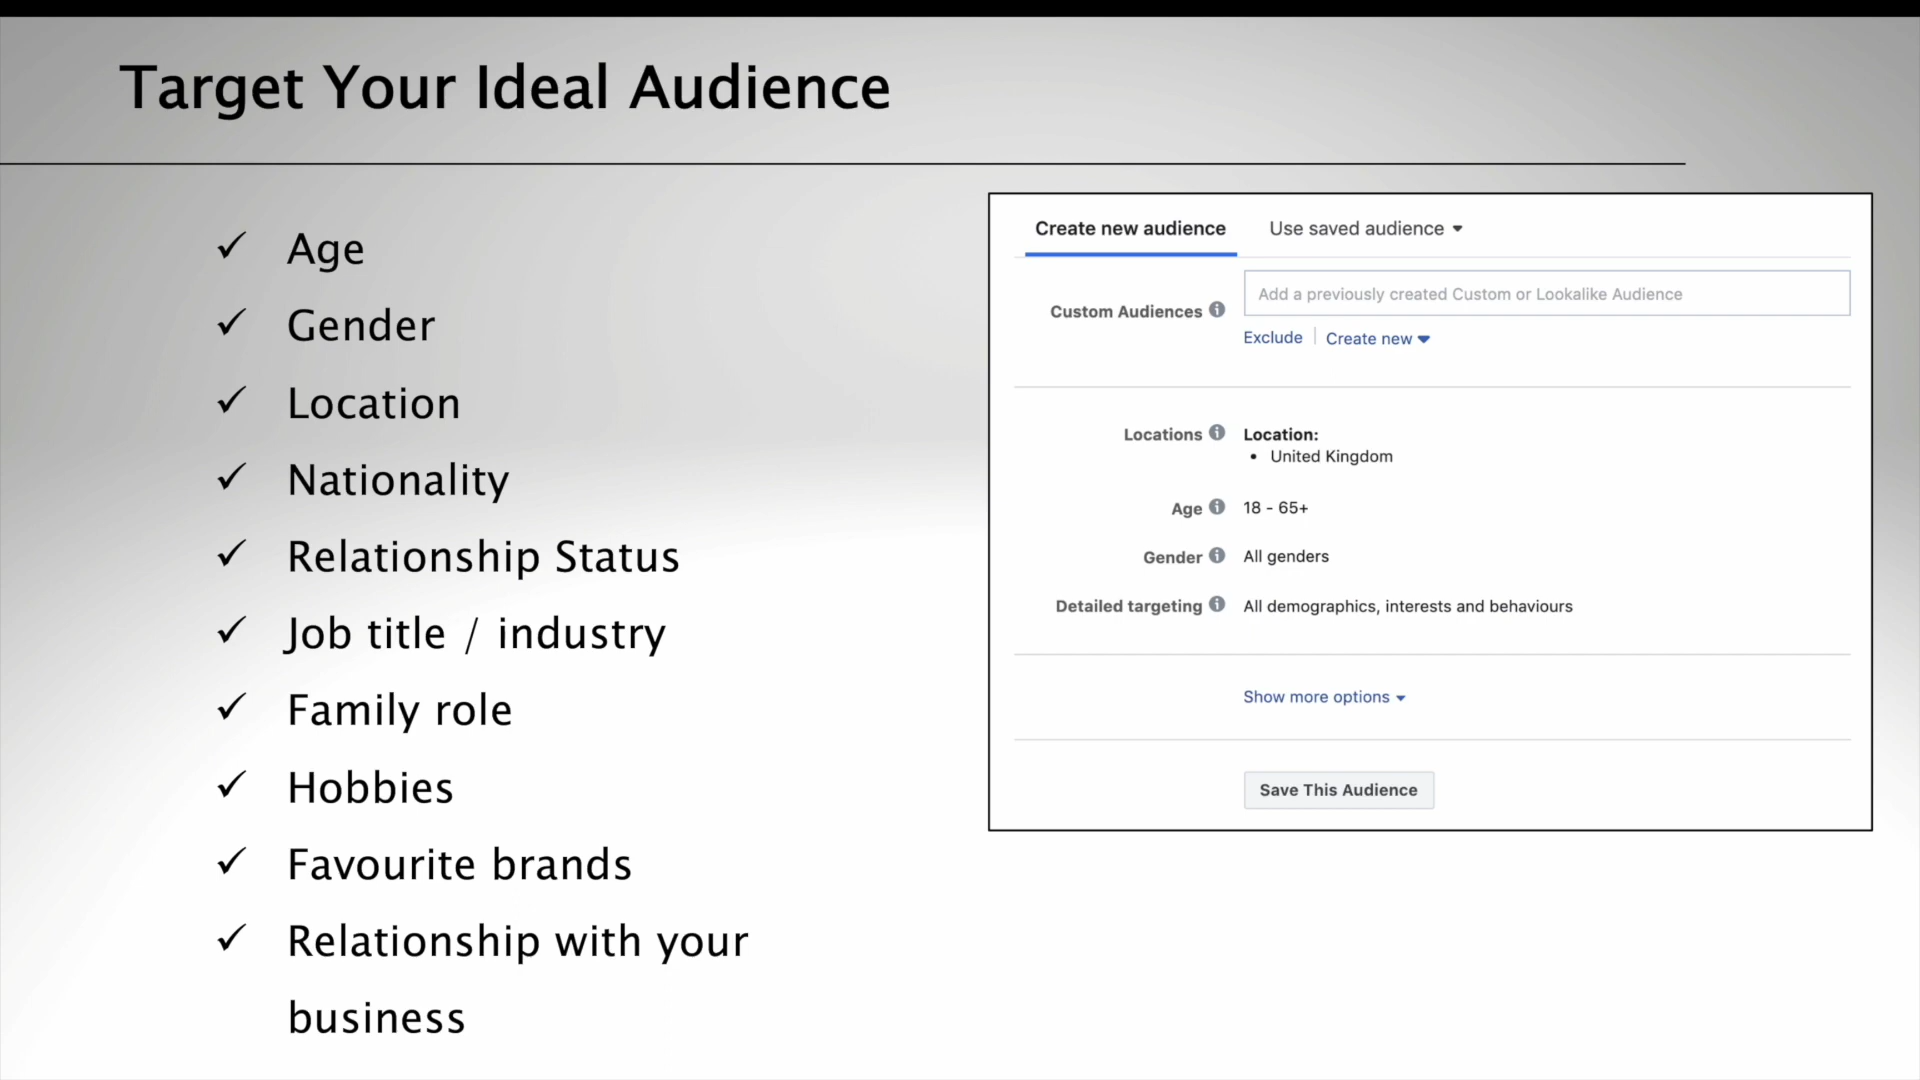 Target Your Ideal Audience
✓ Age
✓ Gender
✓ Location
✓ Nationality
✓ Relationship Status
✓ Job title / industry
✓ Family role
✓ Hobbies
✓ Favourite brands
✓ Relationship with your
business
Create new audience Use saved audience
Custom Audiences Add a previously created Custom or Lookalike Audience
Exclude Create new
Locations Location:
• United Kingdom
Age 18 - 65+
Gender All genders
Detailed targeting All demographics, interests and behaviours
Show more options
Save This Audience